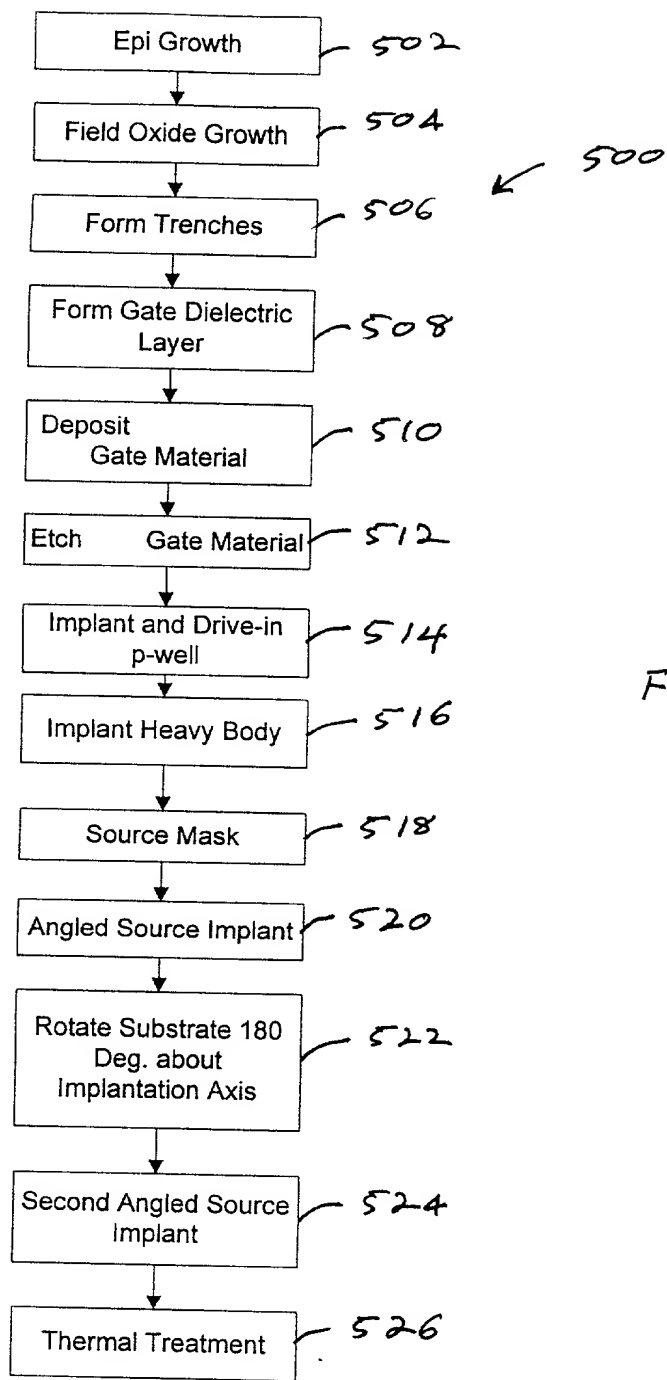 Epi Growth 502
Field Oxide Growth 504
500
Form Trenches 506
Form Gate Dielectric
Layer 508
Deposit
Gate Material 510
Etch Gate Material 512
Implant and Drive-in
p-well 514
F
Implant Heavy Body 516
Source Mask 518
Angled Source Implant 520
Rotate Substrate 180
Deg. about
Implantation Axis 522
Second Angled Source
Implant 524
Thermal Treatment 526